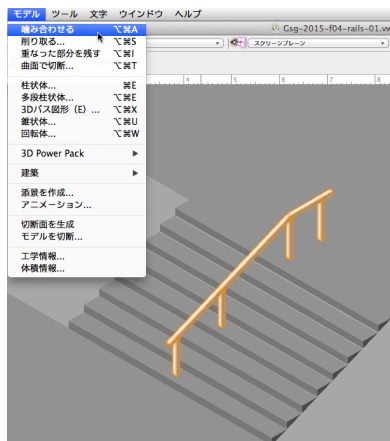 モデル ツール 文字 ウインドウ ヘルプ
Gsg-2015-f04-rails-01.vw
スクリーンプレーン
噛み合わせる ⌥⌘A
削り取る... ⌥⌘S
重なった部分を残す ⌥⌘I
曲面で切断... ⌥⌘T
柱状体... ⌘E
多段柱状体... ⌥⌘E
3Dパス図形（E）... ⌥⌘X
錐状体... ⌥⌘U
回転体... ⌥⌘W
3D Power Pack ▶
建築 ▶
添景を作成...
アニメーション...
切断面を生成
モデルを切断...
工学情報...
体積情報...
4 5 6 7 8